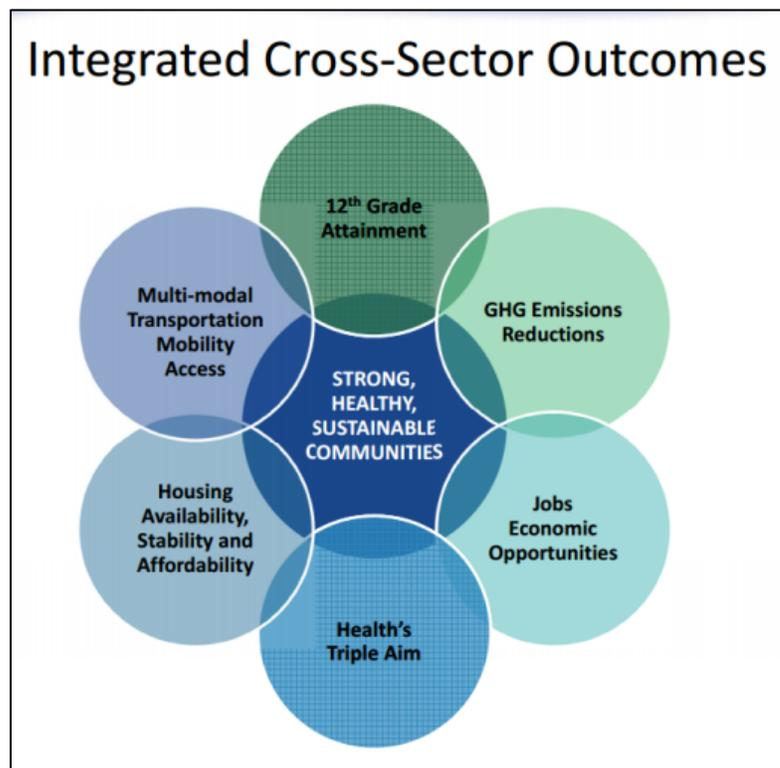 Integrated Cross-Sector Outcomes
12th Grade
Attainment
GHG Emissions
Reductions
Jobs
Economic
Opportunities
Health's
Triple Aim
Housing
Availability,
Stability and
Affordability
Multi-modal
Transportation
Mobility
Access
STRONG,
HEALTHY,
SUSTAINABLE
COMMUNITIES